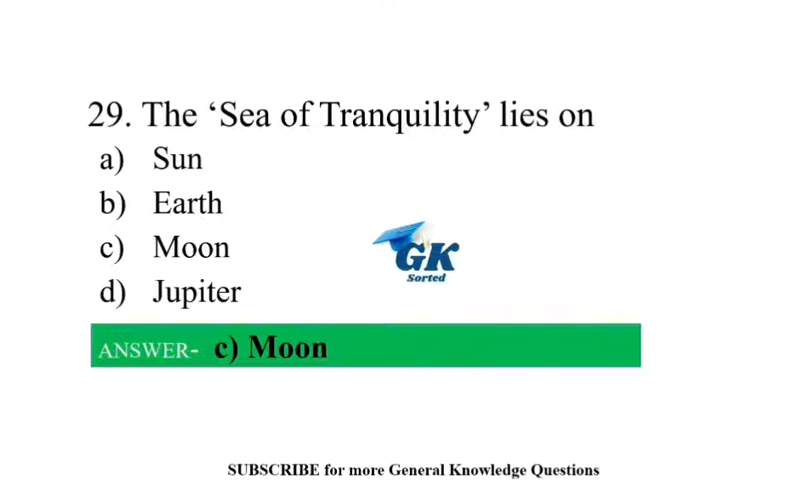 29. The ‘Sea of Tranquility’ lies on
a) Sun
b) Earth
c) Moon
d) Jupiter
GK
Sorted
ANSWER- c) Moon
SUBSCRIBE for more General Knowledge Questions